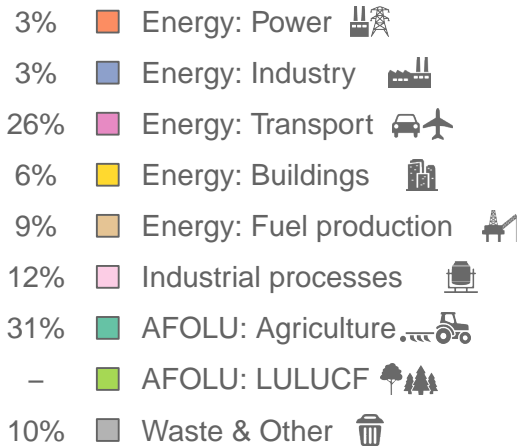 3% Energy: Power
3% Energy: Industry
26% Energy: Transport
6% Energy: Buildings
9% Energy: Fuel production
12% Industrial processes
31% AFOLU: Agriculture
– AFOLU: LULUCF
10% Waste & Other